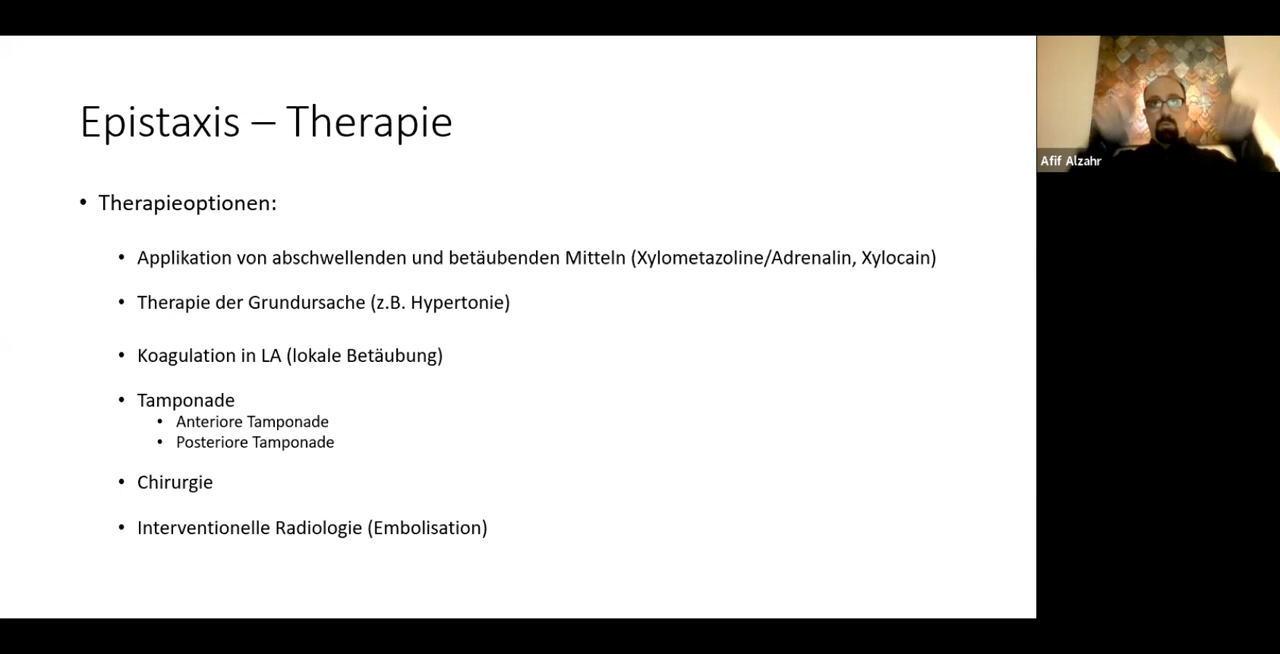 Epistaxis – Therapie
• Therapieoptionen:
• Applikation von abschwellenden und betäubenden Mitteln (Xylometazoline/Adrenalin, Xylocain)
• Therapie der Grundursache (z.B. Hypertonie)
• Koagulation in LA (lokale Betäubung)
• Tamponade
• Anteriore Tamponade
• Posteriore Tamponade
• Chirurgie
• Interventionelle Radiologie (Embolisation)
Afif Alzahr